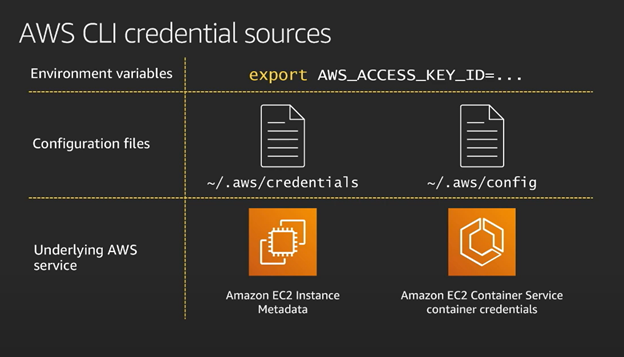 AWS CLI credential sources
Environment variables
export AWS_ACCESS_KEY_ID=...
Configuration files
~/.aws/credentials
~/.aws/config
Underlying AWS
service
Amazon EC2 Instance
Metadata
Amazon EC2 Container Service
container credentials